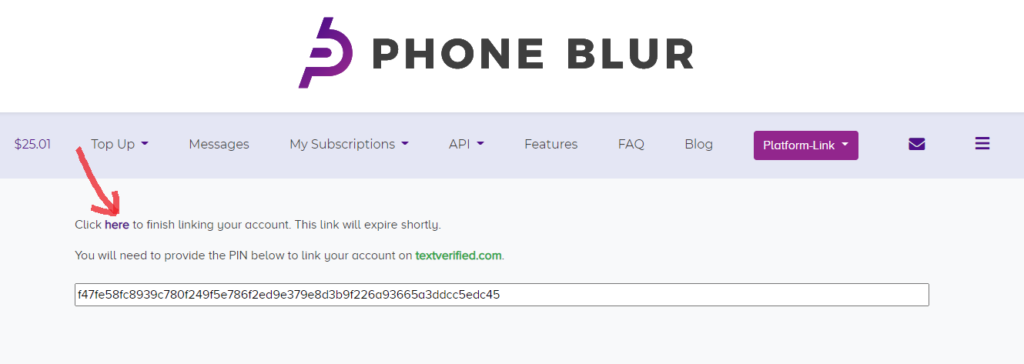 PHONE BLUR
$25.01 Top Up Messages My Subscriptions API Features FAQ Blog Platform-Link
Click here to finish linking your account. This link will expire shortly.
You will need to provide the PIN below to link your account on textverified.com.
f47fe58fc8939c780f249f5e786f2ed9e379e8d3b9f226a93665a3ddcc5edc45